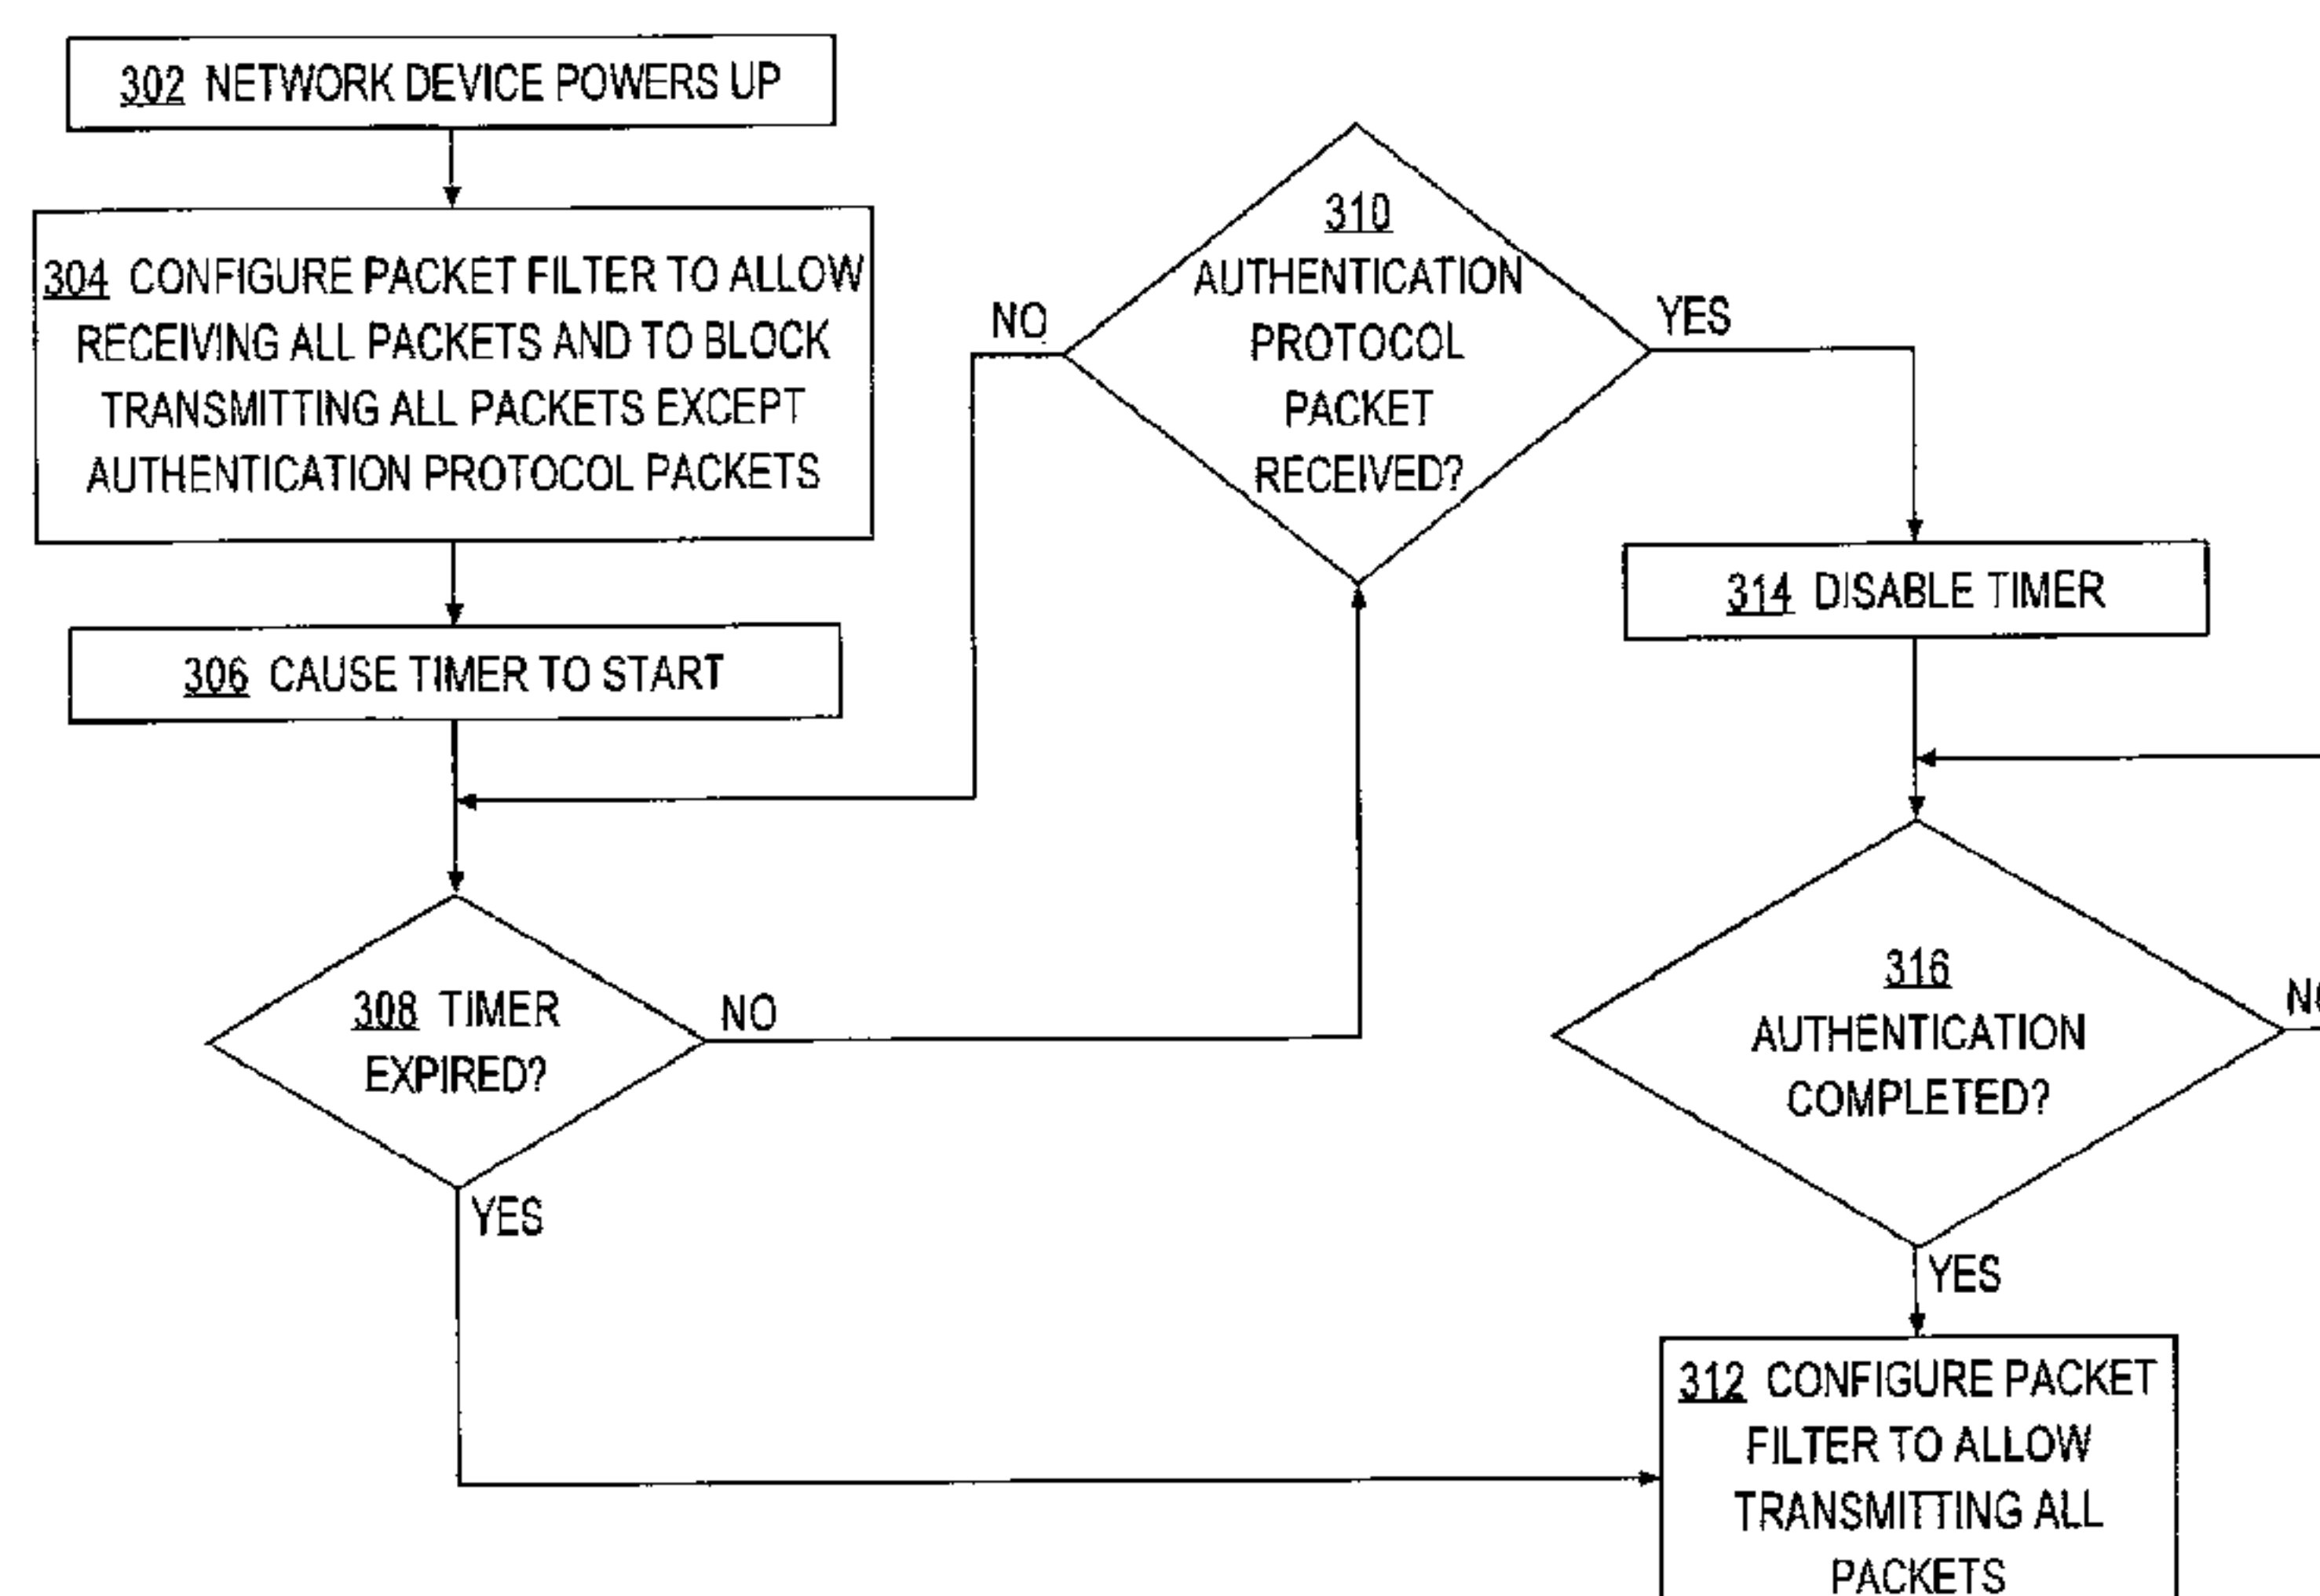 302 NETWORK DEVICE POWERS UP
304 CONFIGURE PACKET FILTER TO ALLOW
RECEIVING ALL PACKETS AND TO BLOCK
TRANSMITTING ALL PACKETS EXCEPT
AUTHENTICATION PROTOCOL PACKETS
306 CAUSE TIMER TO START
308 TIMER
EXPIRED?
NO
YES
310
AUTHENTICATION
PROTOCOL
PACKET
RECEIVED?
NO
YES
314 DISABLE TIMER
316
AUTHENTICATION
COMPLETED?
NO
YES
312 CONFIGURE PACKET
FILTER TO ALLOW
TRANSMITTING ALL
PACKETS